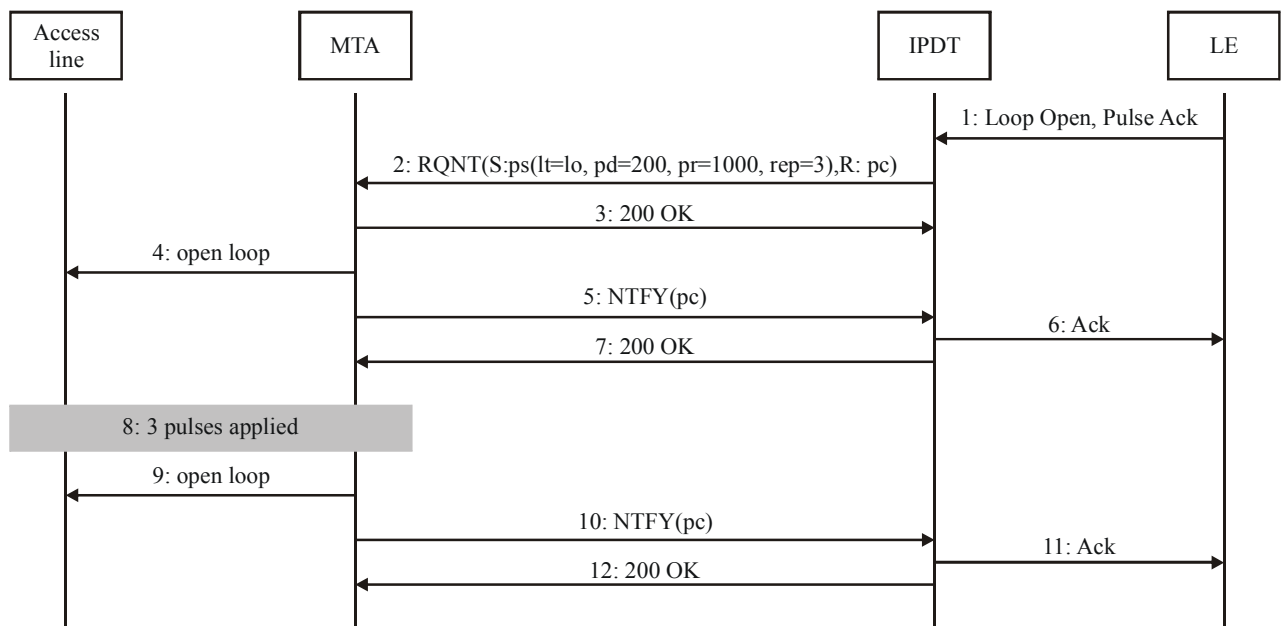 Access
line
MTA
IPDT
LE
1: Loop Open, Pulse Ack
2: RQNT(S:ps(lt=lo, pd=200, pr=1000, rep=3),R: pc)
3: 200 OK
4: open loop
5: NTFY(pc)
6: Ack
7: 200 OK
8: 3 pulses applied
9: open loop
10: NTFY(pc)
11: Ack
12: 200 OK